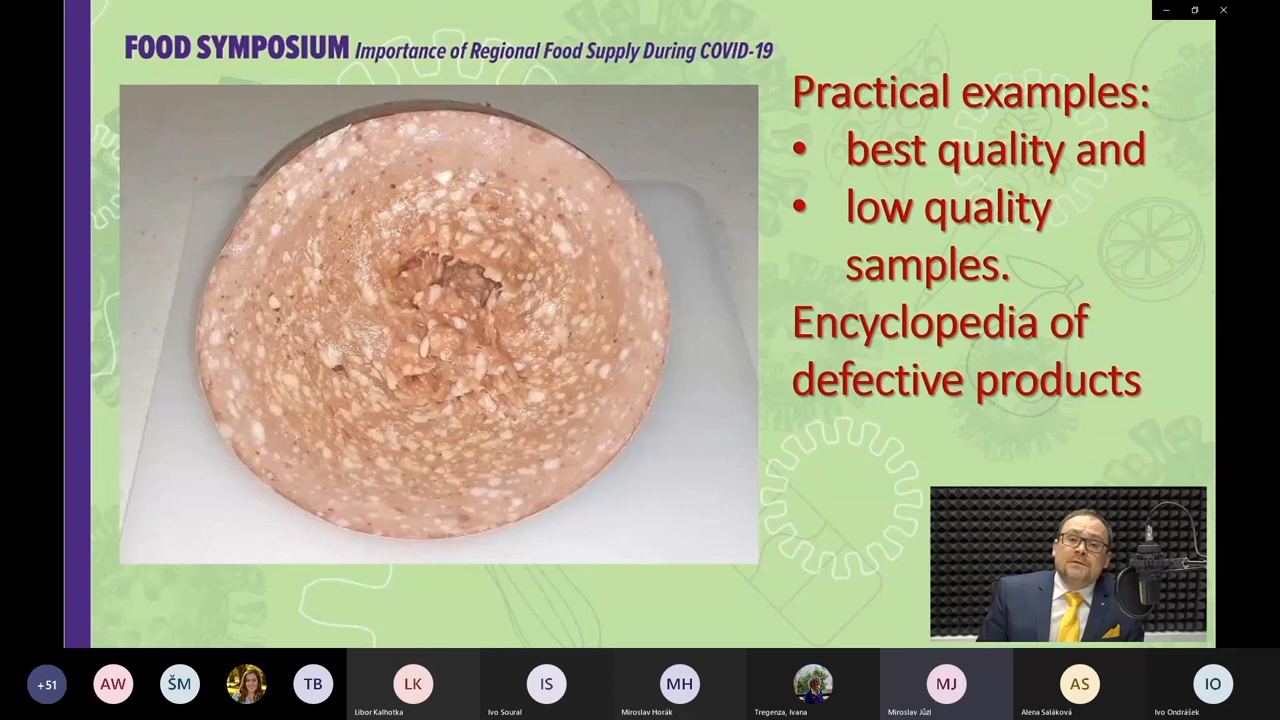 FOOD SYMPOSIUM Importance of Regional Food Supply During COVID-19
Practical examples:
• best quality and
• low quality
samples.
Encyclopedia of
defective products
+51
AW
ŠM
TB
LK
IS
MH
MJ
AS
IO
Libor Kalhotka
Ivo Soural
Miroslav Horák
Tregenza, Ivana
Miroslav Jůzl
Alena Saláková
Ivo Ondrášek